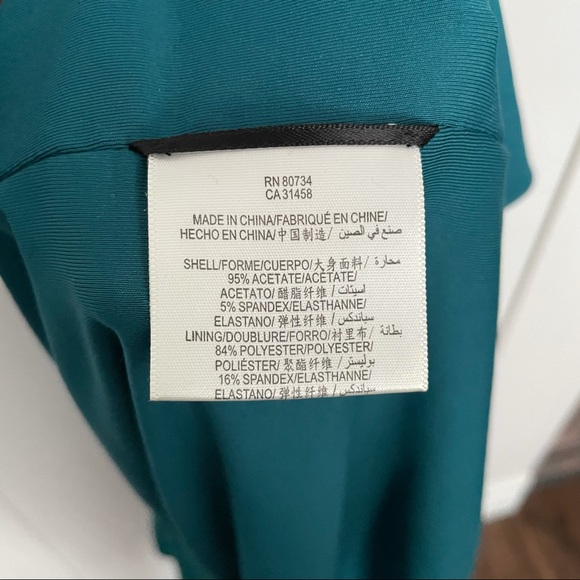 RN 80734
CA 31458
MADE IN CHINA/FABRIQUÉ EN CHINE/
HECHO EN CHINA/中国制造/ صنع في الصين
SHELL/FORME/CUERPO/大身面料/ محارة
95% ACETATE/ACETATE/
ACETATO/醋脂纤维/ اسيتات
5% SPANDEX/ELASTHANNE/
ELASTANO/弹性纤维/ سباندكس
LINING/DOUBLURE/FORRO/衬里布/ بطانة
84% POLYESTER/POLYESTER/
POLIÉSTER/聚酯纤维/ بوليستر
16% SPANDEX/ELASTHANNE/
ELASTANO/弹性纤维/ سباندكس